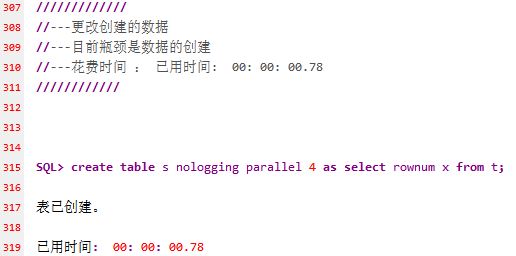 307 /////////////
308 //---更改创建的数据
309 //---目前瓶颈是数据的创建
310 //---花费时间 ： 已用时间:  00: 00: 00.78
311 ////////////
312
313
314
315 SQL> create table s nologging parallel 4 as select rownum x from t;
316
317 表已创建。
318
319 已用时间:  00: 00: 00.78